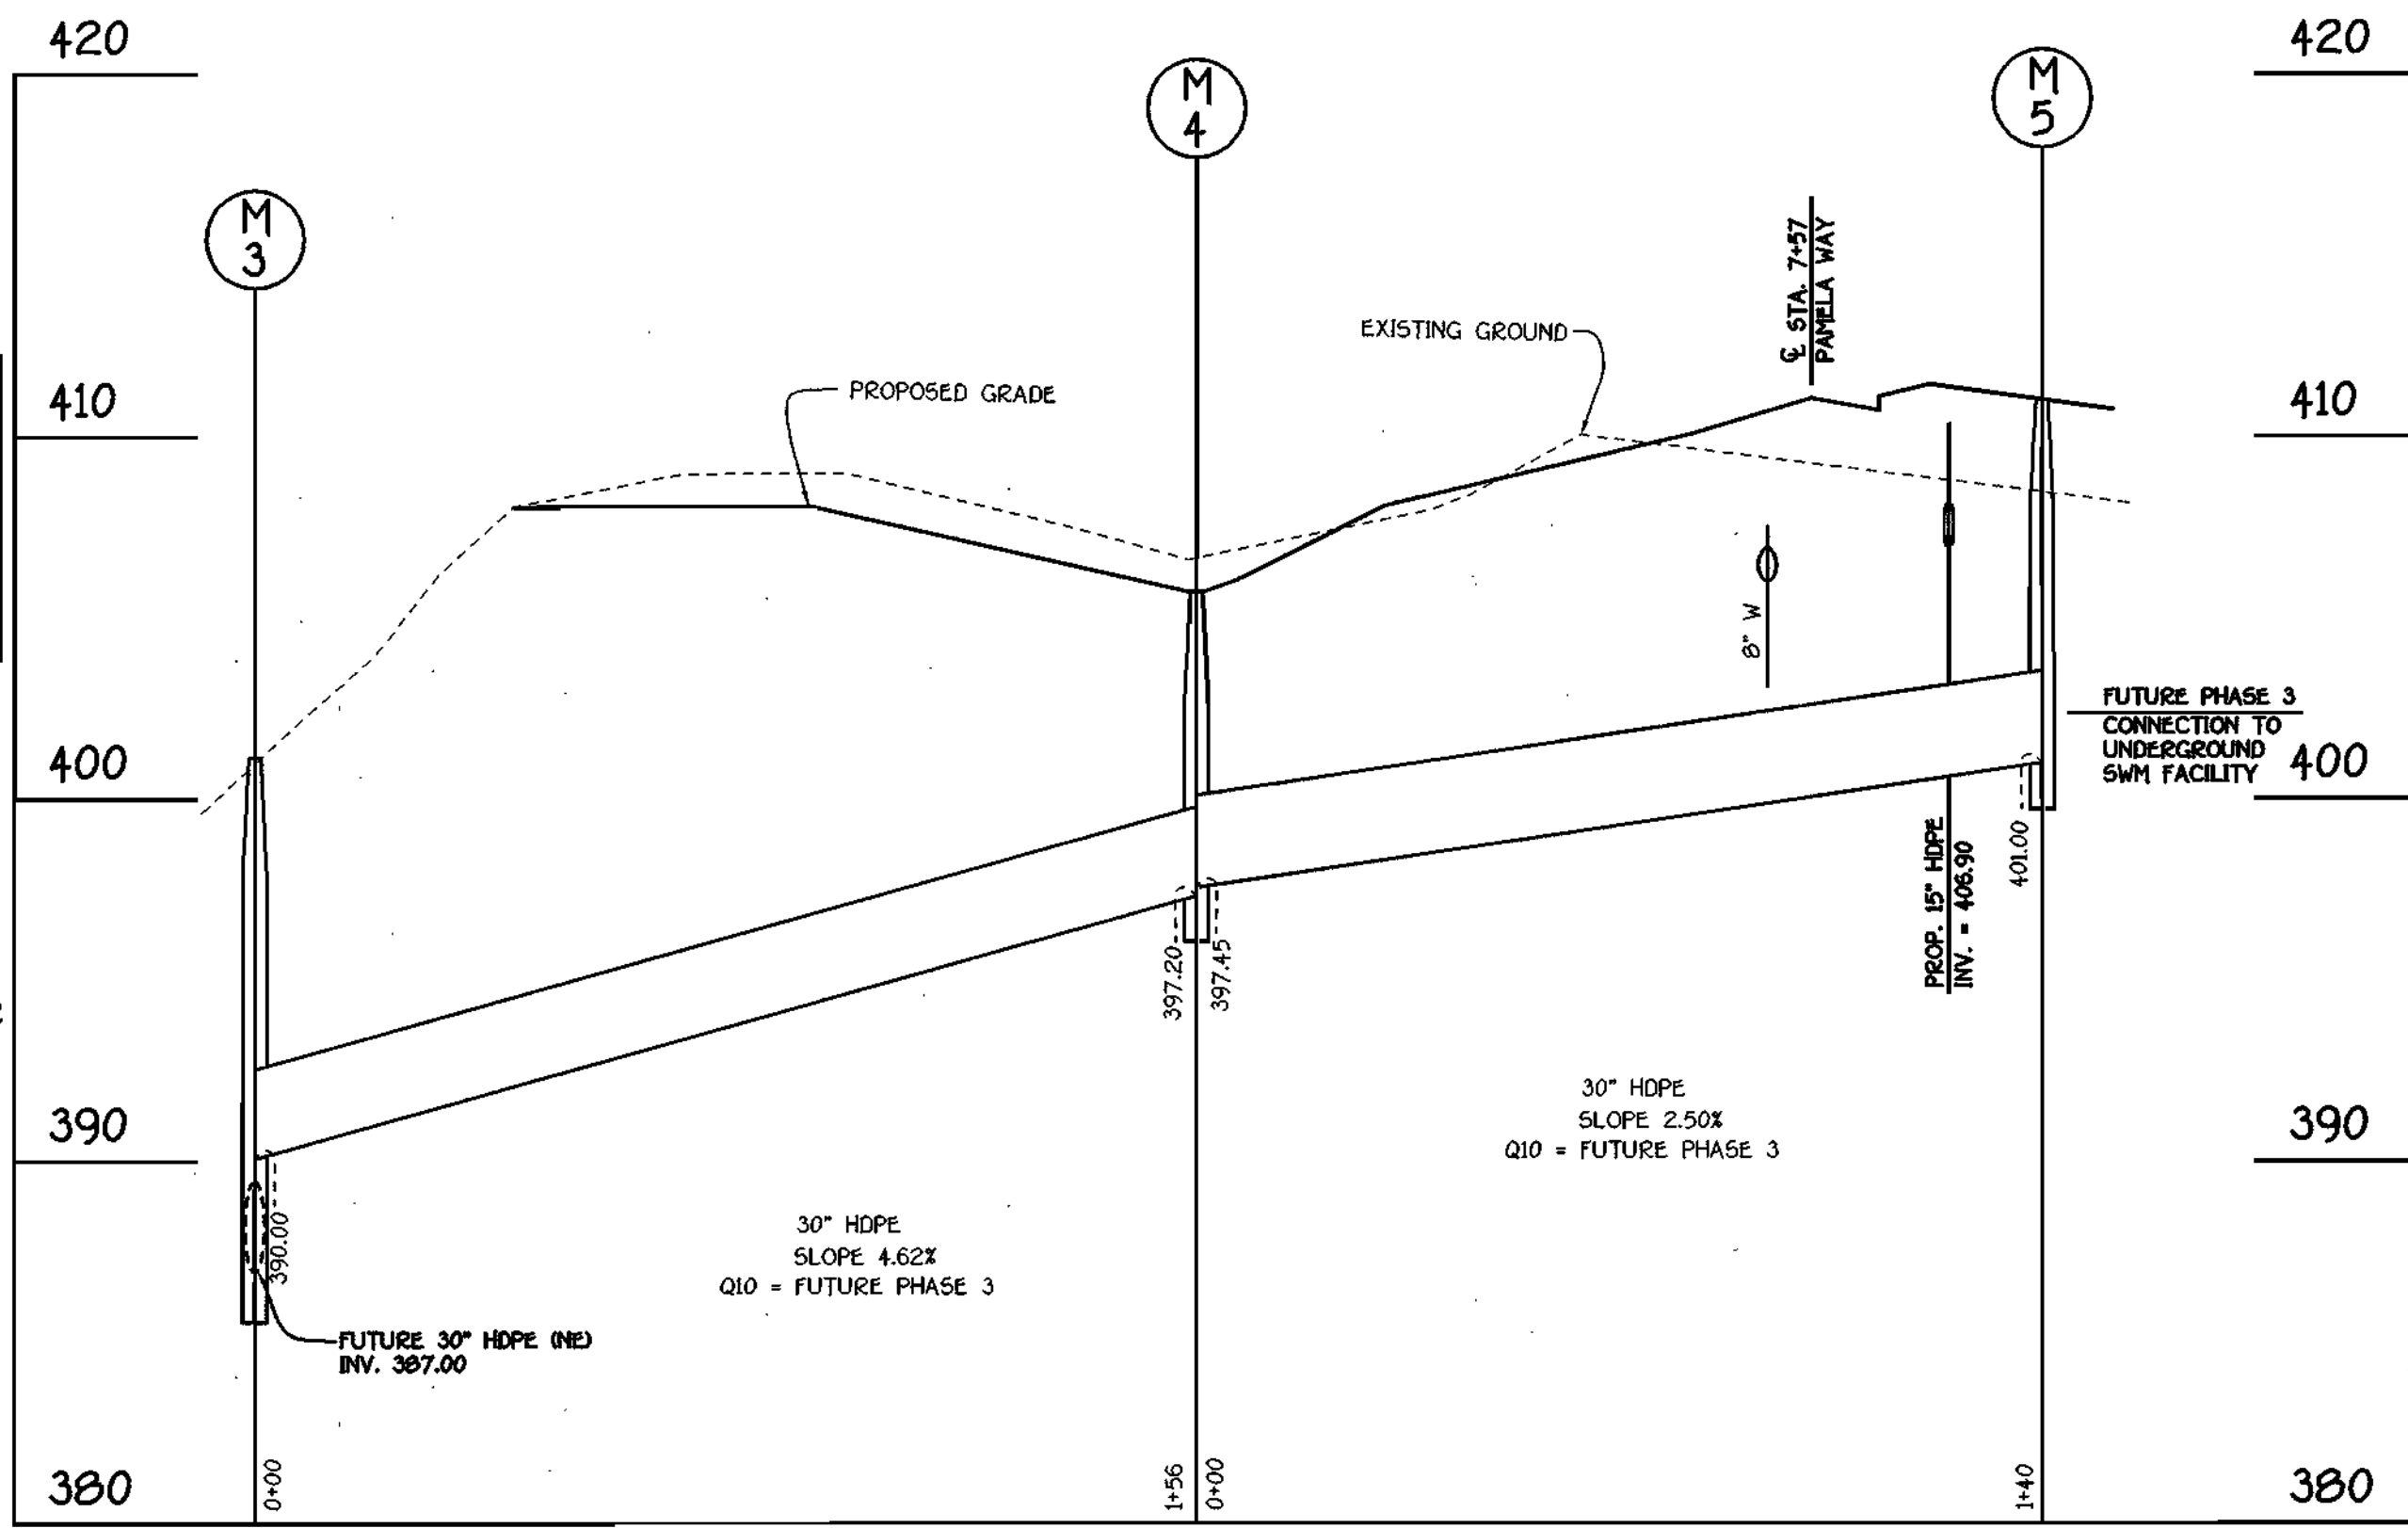 420
420
M
3
M
4
M
5
℄ STA. 7+57
PAMELA WAY
EXISTING GROUND
PROPOSED GRADE
410
410
8" W
FUTURE PHASE 3
CONNECTION TO
UNDERGROUND
SWM FACILITY
400
400
401.00
PROP. 15" HDPE
INV. = 406.90
397.20
397.45
390
390
30" HDPE
SLOPE 2.50%
Q10 = FUTURE PHASE 3
390.00
30" HDPE
SLOPE 4.62%
Q10 = FUTURE PHASE 3
FUTURE 30" HDPE (NE)
INV. 387.00
380
0+00
1+56
0+00
1+40
380